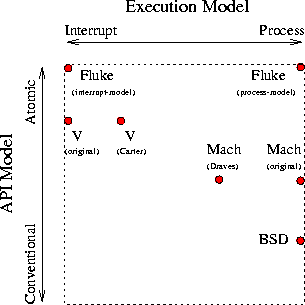 Execution Model
Interrupt Process
API Model
Atomic
Conventional
Fluke Fluke
(interrupt-model) (process-model)
V V
(original) (Carter)
Mach Mach
(Draves) (original)
BSD